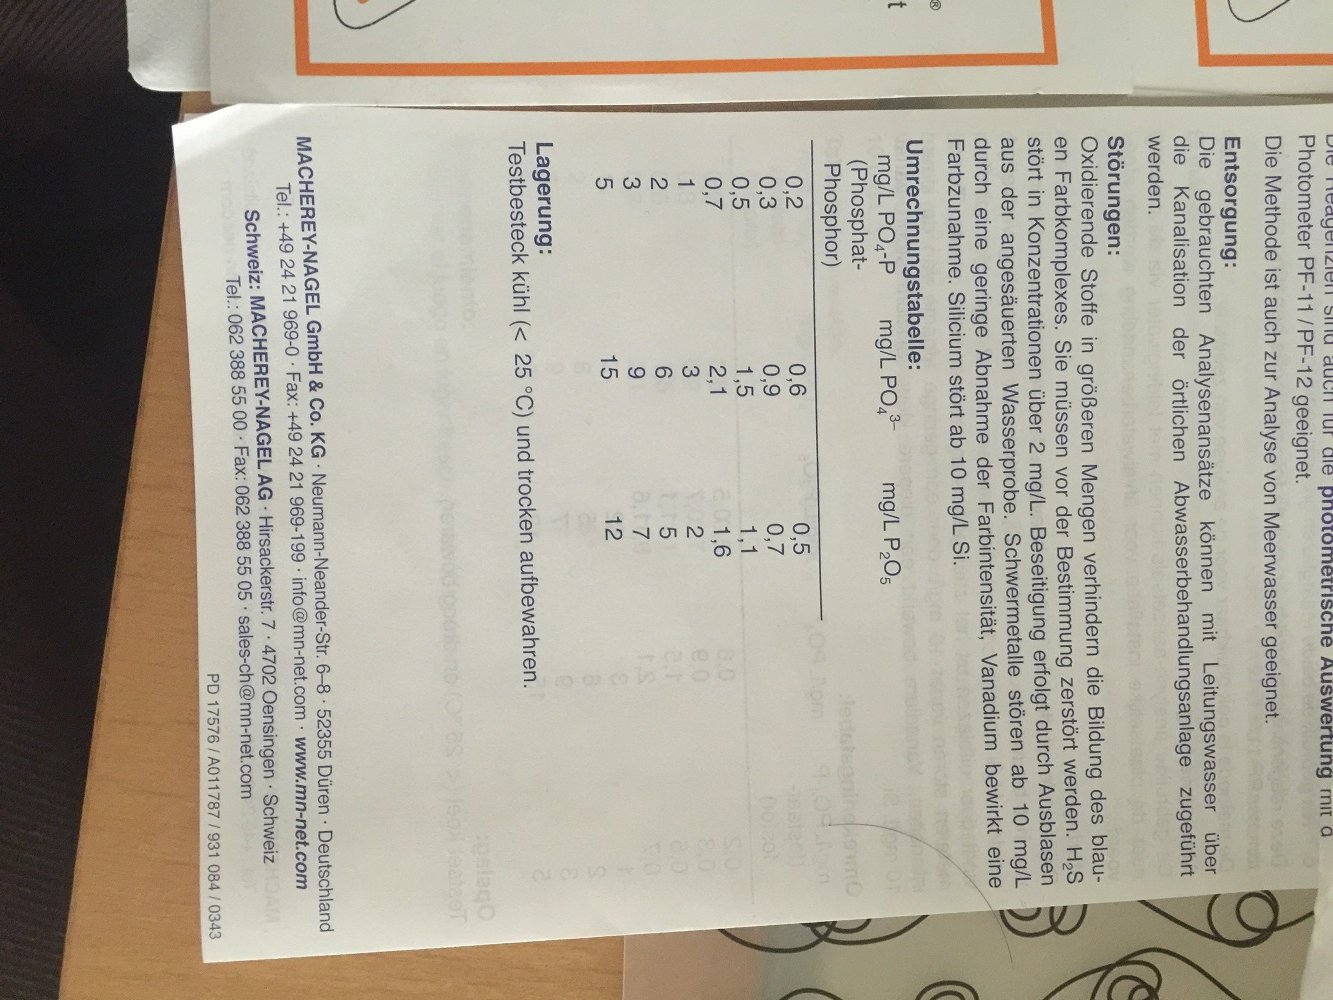 ® 
t
Die Reagenzien sind auch für die photometrische Auswertung mit d
Photometer PF-11 / PF-12 geeignet.
Die Methode ist auch zur Analyse von Meerwasser geeignet.
Entsorgung:
Die gebrauchten Analysenansätze können mit Leitungswasser über
die Kanalisation der örtlichen Abwasserbehandlungsanlage zugeführt
werden.
Störungen:
Oxidierende Stoffe in größeren Mengen verhindern die Bildung des blau-
en Farbkomplexes. Sie müssen vor der Bestimmung zerstört werden. H₂S
stört in Konzentrationen über 2 mg/L. Beseitigung erfolgt durch Ausblasen
aus der angesäuerten Wasserprobe. Schwermetalle stören ab 10 mg/L
durch eine geringe Abnahme der Farbintensität, Vanadium bewirkt eine
Farbzunahme. Silicium stört ab 10 mg/L Si.
Umrechnungstabelle:
mg/L PO₄-P mg/L PO₄³⁻ mg/L P₂O₅
(Phosphat-
Phosphor)
0,2 0,6 0,5
0,3 0,9 0,7
0,5 1,5 1,1
0,7 2,1 1,6
1 3 2
2 6 5
3 9 7
5 15 12
Lagerung:
Testbesteck kühl (< 25 °C) und trocken aufbewahren.
MACHEREY-NAGEL GmbH & Co. KG · Neumann-Neander-Str. 6–8 · 52355 Düren · Deutschland
Tel.: +49 24 21 969-0 · Fax: +49 24 21 969-199 · info@mn-net.com · www.mn-net.com
Schweiz: MACHEREY-NAGEL AG · Hirsackerstr. 7 · 4702 Oensingen · Schweiz
Tel.: 062 388 55 00 · Fax: 062 388 55 05 · sales-ch@mn-net.com
PD 17576 / A011787 / 931 084 / 0343